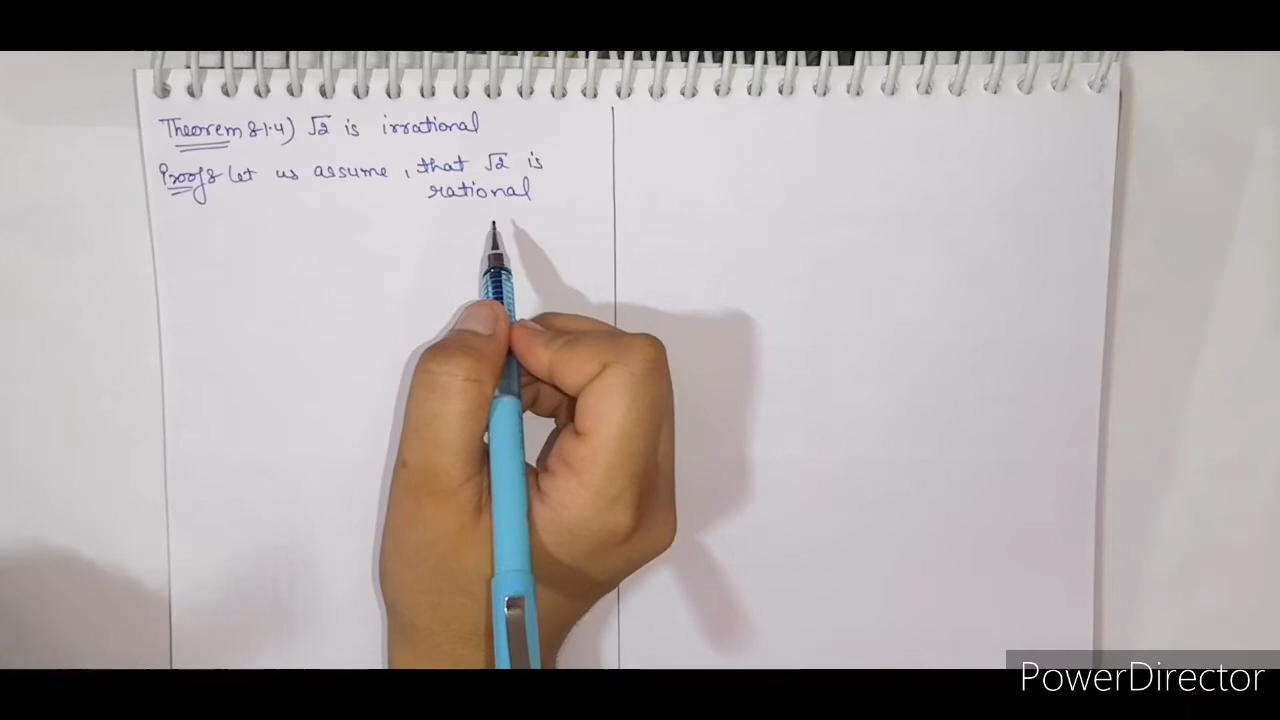 Theorem 8 1.4) √2 is irrational
Proof: Let us assume, that √2 is
rational
PowerDirector